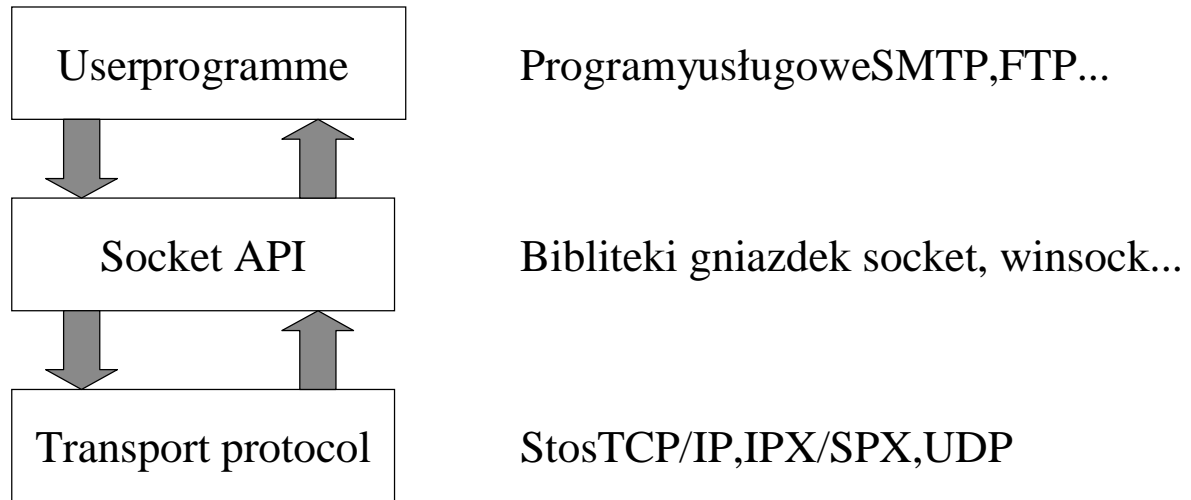 Userprogramme ProgramyusługoweSMTP,FTP...
Socket API Bibliteki gniazdek socket, winsock...
Transport protocol StosTCP/IP,IPX/SPX,UDP